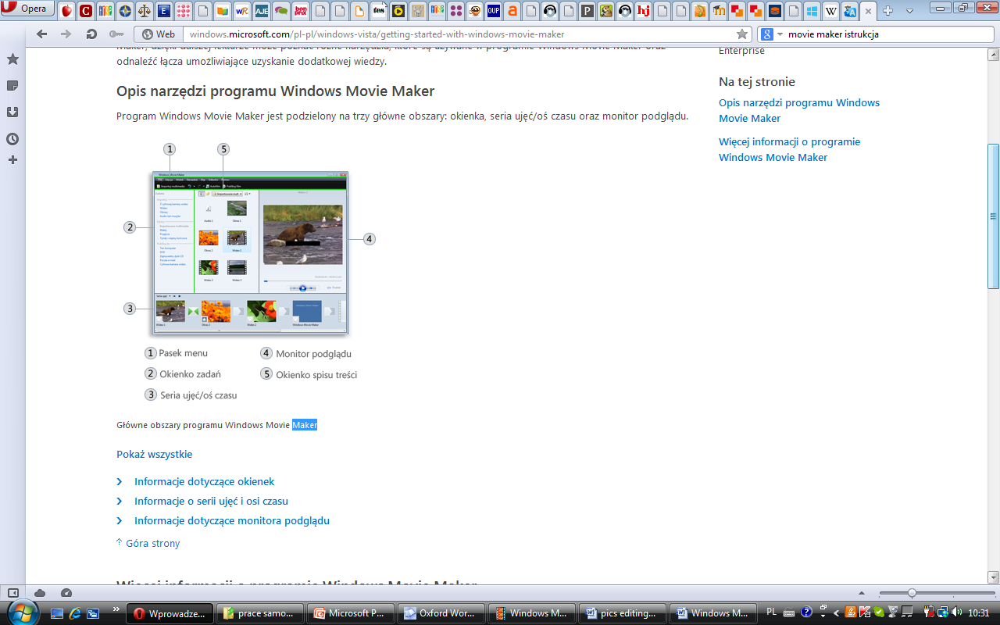 Opera
Web
windows.microsoft.com/pl-pl/windows-vista/getting-started-with-windows-movie-maker
movie maker istrukcja
Maker, dzięki dalszej lekturze może poznać różne narzędzia, które są używane w programie Windows Movie Maker oraz
odnaleźć łącza umożliwiające uzyskanie dodatkowej wiedzy.
Enterprise
Opis narzędzi programu Windows Movie Maker
Program Windows Movie Maker jest podzielony na trzy główne obszary: okienka, seria ujęć/oś czasu oraz monitor podglądu.
Na tej stronie
Opis narzędzi programu Windows
Movie Maker
Więcej informacji o programie
Windows Movie Maker
1
5
2
4
3
1 Pasek menu
2 Okienko zadań
3 Seria ujęć/oś czasu
4 Monitor podglądu
5 Okienko spisu treści
Główne obszary programu Windows Movie Maker
Pokaż wszystkie
Informacje dotyczące okienek
Informacje o serii ujęć i osi czasu
Informacje dotyczące monitora podglądu
Góra strony
Więcej informacji o programie Windows Movie Maker
Wprowadze...
prace samo...
Microsoft P...
Oxford Wor...
Windows M...
pics editing...
Windows M...
PL
10:31